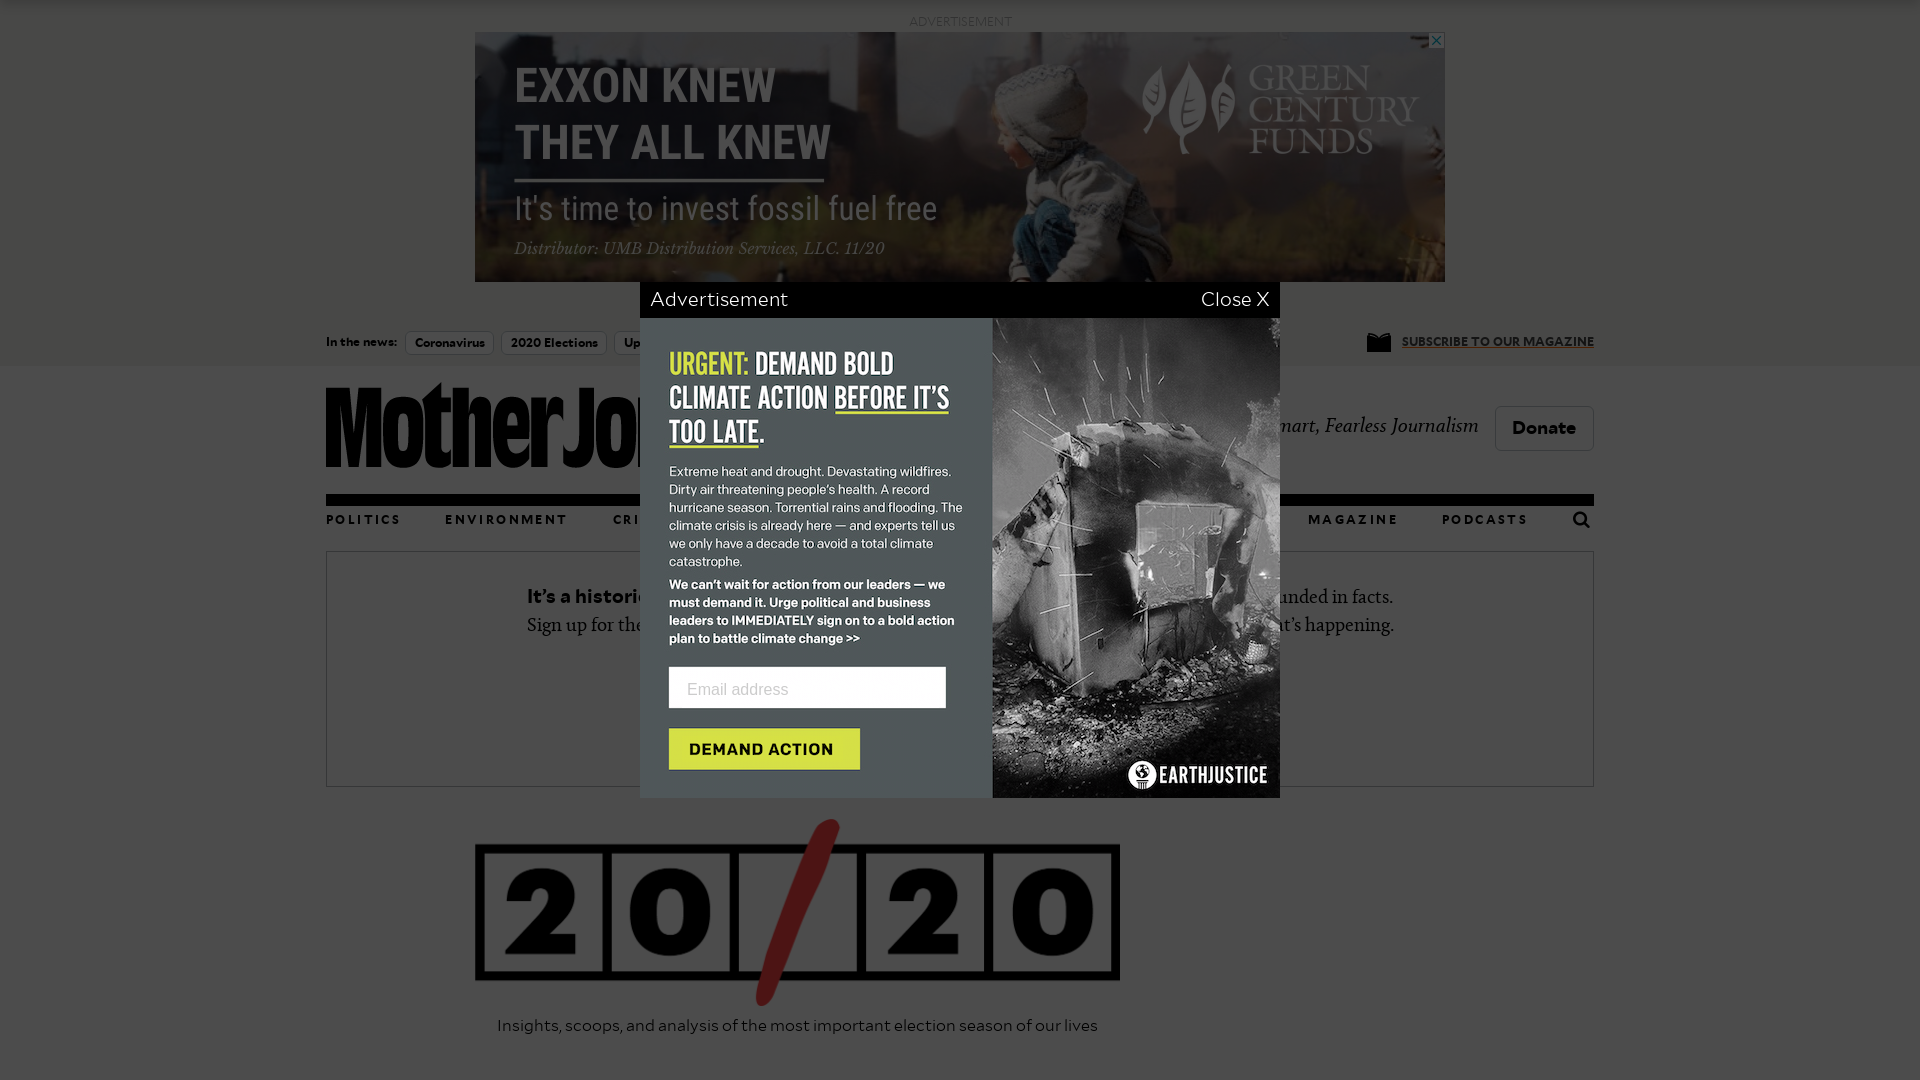 ADVERTISEMENT
EXXON KNEW
THEY ALL KNEW
It's time to invest fossil fuel free
Distributor: UMB Distribution Services, LLC. 11/20
GREEN
CENTURY
FUNDS
Advertisement
Close X
In the news:
Coronavirus
2020 Elections
Up
SUBSCRIBE TO OUR MAGAZINE
Mother Jo
mart, Fearless Journalism
Donate
POLITICS
ENVIRONMENT
CRI
MAGAZINE
PODCASTS
URGENT: DEMAND BOLD
CLIMATE ACTION BEFORE IT'S
TOO LATE.
Extreme heat and drought. Devastating wildfires.
Dirty air threatening people's health. A record
hurricane season. Torrential rains and flooding. The
climate crisis is already here — and experts tell us
we only have a decade to avoid a total climate
catastrophe.
We can't wait for action from our leaders — we
must demand it. Urge political and business
leaders to IMMEDIATELY sign on to a bold action
plan to battle climate change >>
Email address
DEMAND ACTION
EARTHJUSTICE
It's a histori
unded in facts.
Sign up for the
at's happening.
20/20
Insights, scoops, and analysis of the most important election season of our lives